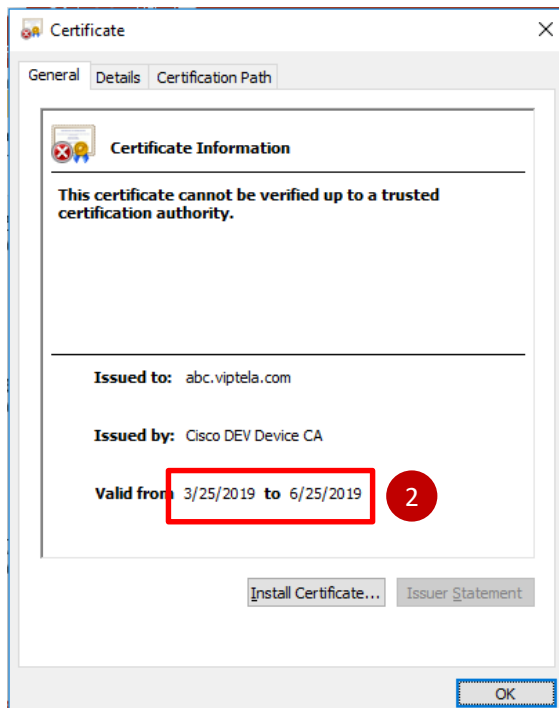 Certificate
General Details Certification Path
Certificate Information
This certificate cannot be verified up to a trusted
certification authority.
Issued to: abc.viptela.com
Issued by: Cisco DEV Device CA
Valid from 3/25/2019 to 6/25/2019
2
Install Certificate... Issuer Statement
OK